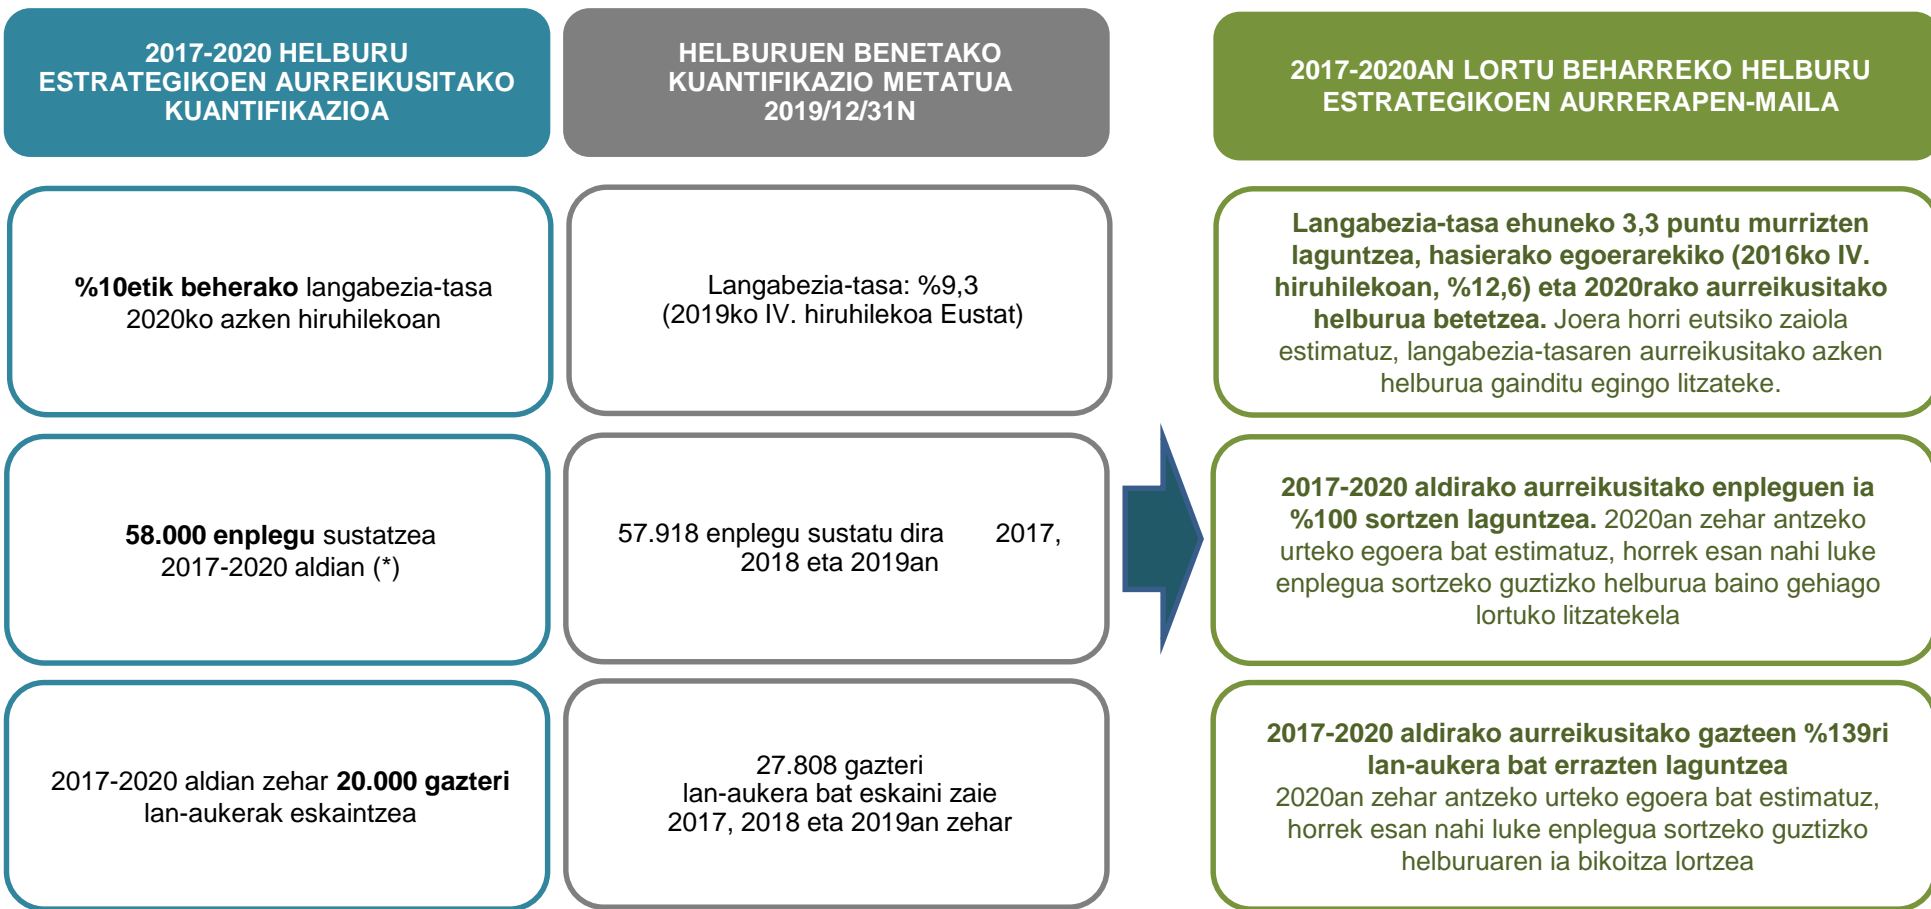 2017-2020 HELBURU
ESTRATEGIKOEN AURREIKUSITAKO
KUANTIFIKAZIOA
HELBURUEN BENETAKO
KUANTIFIKAZIO METATUA
2019/12/31N
2017-2020AN LORTU BEHARREKO HELBURU
ESTRATEGIKOEN AURRERAPEN-MAILA
%10etik beherako langabezia-tasa
2020ko azken hiruhilekoan
Langabezia-tasa: %9,3
(2019ko IV. hiruhilekoa Eustat)
Langabezia-tasa ehuneko 3,3 puntu murrizten
laguntzea, hasierako egoerarekiko (2016ko IV.
hiruhilekoan, %12,6) eta 2020rako aurreikusitako
helburua betetzea. Joera horri eutsiko zaiola
estimatuz, langabezia-tasaren aurreikusitako azken
helburua gainditu egingo litzateke.
58.000 enplegu sustatzea
2017-2020 aldian (*)
57.918 enplegu sustatu dira 2017,
2018 eta 2019an
2017-2020 aldirako aurreikusitako enpleguen ia
%100 sortzen laguntzea. 2020an zehar antzeko
urteko egoera bat estimatuz, horrek esan nahi luke
enplegua sortzeko guztizko helburua baino gehiago
lortuko litzatekela
2017-2020 aldian zehar 20.000 gazteri
lan-aukerak eskaintzea
27.808 gazteri
lan-aukera bat eskaini zaie
2017, 2018 eta 2019an zehar
2017-2020 aldirako aurreikusitako gazteen %139ri
lan-aukera bat errazten laguntzea
2020an zehar antzeko urteko egoera bat estimatuz,
horrek esan nahi luke enplegua sortzeko guztizko
helburuaren ia bikoitza lortzea